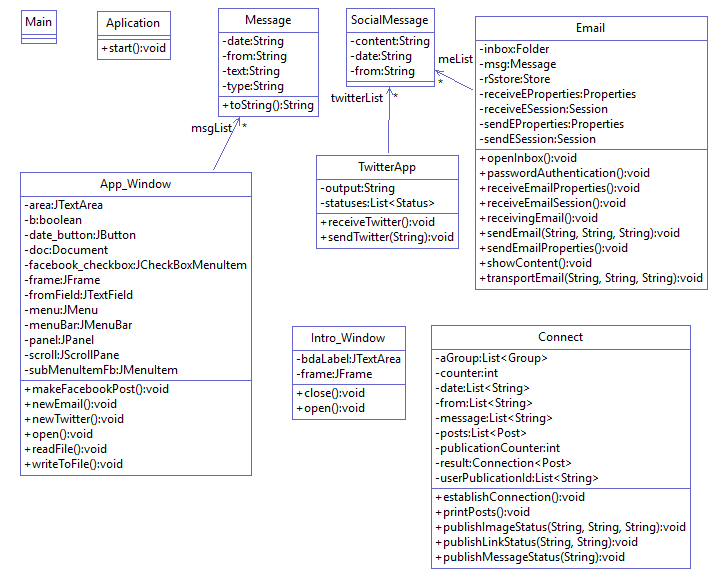 Main
Aplication
+start():void
Message
-date:String
-from:String
-text:String
-type:String
+toString():String
SocialMessage
-content:String
-date:String
-from:String
Email
-inbox:Folder
-msg:Message
-rSstore:Store
-receiveEProperties:Properties
-receiveESession:Session
-sendEProperties:Properties
-sendESession:Session
+openInbox():void
+passwordAuthentication():void
+receiveEmailProperties():void
+receiveEmailSession():void
+receivingEmail():void
+sendEmail(String, String, String):void
+sendEmailProperties():void
+showContent():void
+transportEmail(String, String, String):void
meList
*
twitterList *
msgList *
App_Window
-area:JTextArea
-b:boolean
-date_button:JButton
-doc:Document
-facebook_checkbox:JCheckBoxMenuItem
-frame:JFrame
-fromField:JTextField
-menu:JMenu
-menuBar:JMenuBar
-panel:JPanel
-scroll:JScrollPane
-subMenuItemFb:JMenuItem
+makeFacebookPost():void
+newEmail():void
+newTwitter():void
+open():void
+readFile():void
+writeToFile():void
TwitterApp
-output:String
-statuses:List<Status>
+receiveTwitter():void
+sendTwitter(String):void
Intro_Window
-bdaLabel:JTextArea
-frame:JFrame
+close():void
+open():void
Connect
-aGroup:List<Group>
-counter:int
-date:List<String>
-from:List<String>
-message:List<String>
-posts:List<Post>
-publicationCounter:int
-result:Connection<Post>
-userPublicationId:List<String>
+establishConnection():void
+printPosts():void
+publishImageStatus(String, String, String):void
+publishLinkStatus(String, String):void
+publishMessageStatus(String):void